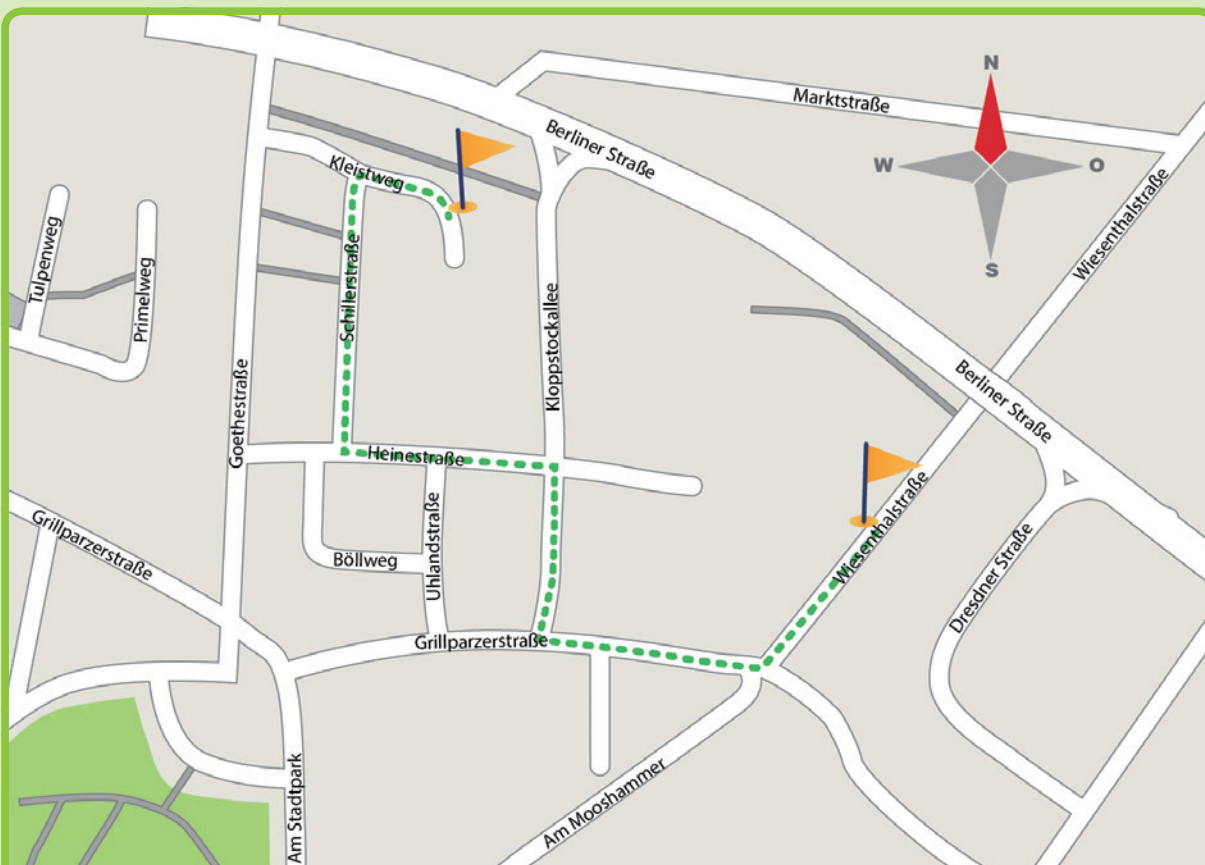 N
Marktstraße
Berliner Straße
W
O
Kleistweg
Wiesenthalstraße
Tulpenweg
Primelweg
Schillerstraße
S
Kloppstockallee
Goethestraße
Berliner Straße
Heinestraße
Uhlandstraße
Wiesenthalstraße
Grillparzerstraße
Böllweg
Dresdner Straße
Grillparzerstraße
Am Stadtpark
Am Mooshammer